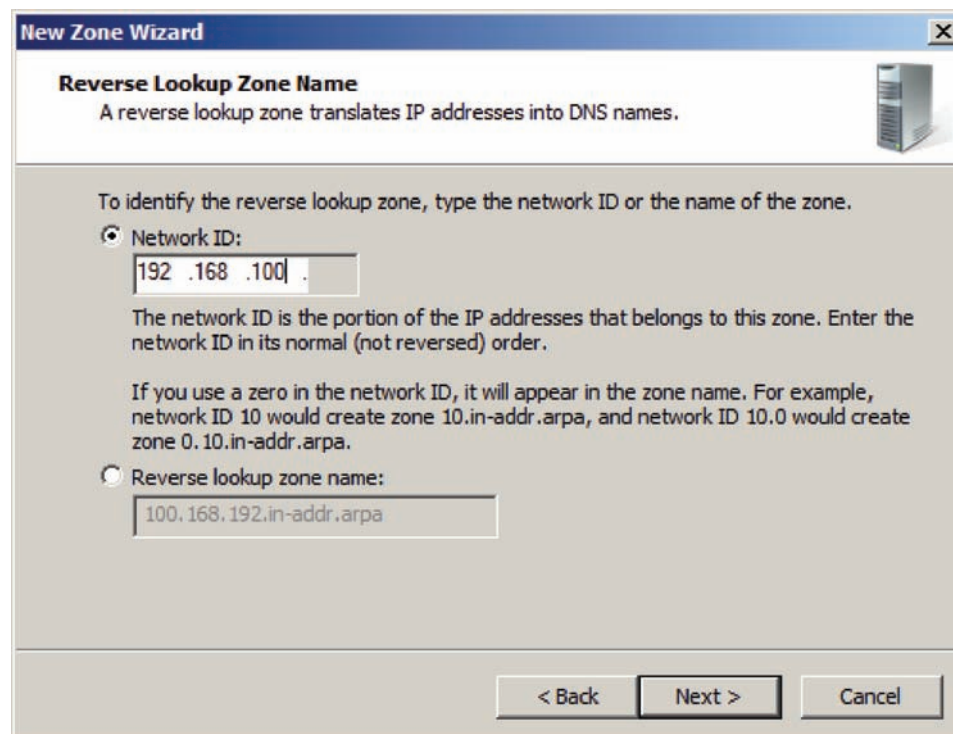 New Zone Wizard
Reverse Lookup Zone Name
A reverse lookup zone translates IP addresses into DNS names.
To identify the reverse lookup zone, type the network ID or the name of the zone.
Network ID:
192 .168 .100 .
The network ID is the portion of the IP addresses that belongs to this zone. Enter the
network ID in its normal (not reversed) order.
If you use a zero in the network ID, it will appear in the zone name. For example,
network ID 10 would create zone 10.in-addr.arpa, and network ID 10.0 would create
zone 0.10.in-addr.arpa.
Reverse lookup zone name:
100.168.192.in-addr.arpa
< Back Next > Cancel